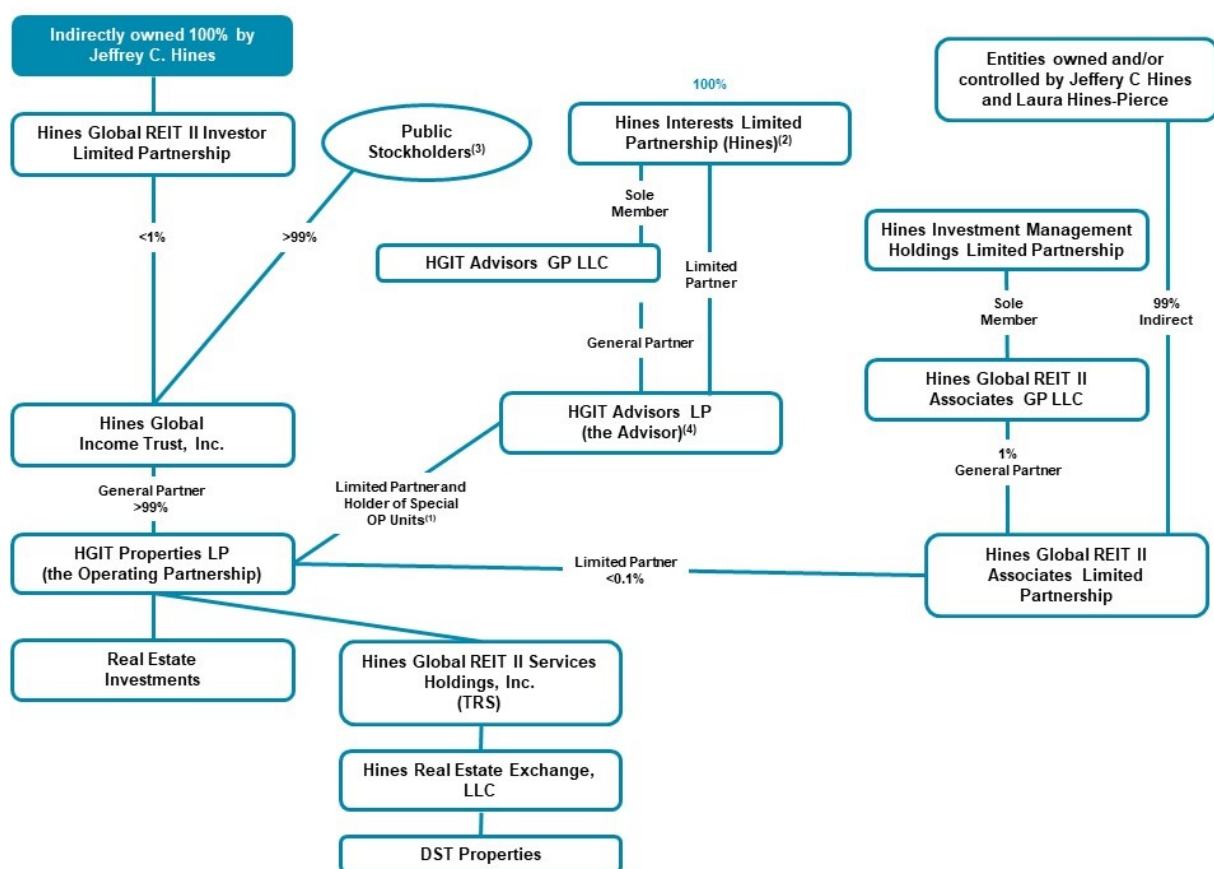 Indirectly owned 100% by
Jeffrey C. Hines
Hines Global REIT II Investor
Limited Partnership
Public
Stockholders(3)
100%
Hines Interests Limited
Partnership (Hines)(2)
Entities owned and/or
controlled by Jeffery C Hines
and Laura Hines-Pierce
<1%
>99%
Sole
Member
HGIT Advisors GP LLC
Limited
Partner
Hines Investment Management
Holdings Limited Partnership
Sole
Member
99%
Indirect
General Partner
Hines Global REIT II
Associates GP LLC
Hines Global
Income Trust, Inc.
HGIT Advisors LP
(the Advisor)(4)
1%
General Partner
General Partner
>99%
Limited Partner and
Holder of Special
OP Units(1)
HGIT Properties LP
(the Operating Partnership)
Limited Partner
<0.1%
Hines Global REIT II
Associates Limited
Partnership
Real Estate
Investments
Hines Global REIT II Services
Holdings, Inc.
(TRS)
Hines Real Estate Exchange,
LLC
DST Properties